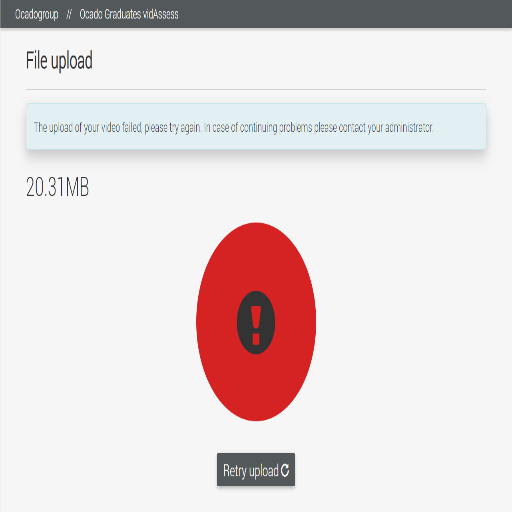 Ocadogroup // Ocado Graduates vidAssess
File upload
The upload of your video failed, please try again. In case of continuing problems please contact your administrator.
20.31MB
!
Retry upload